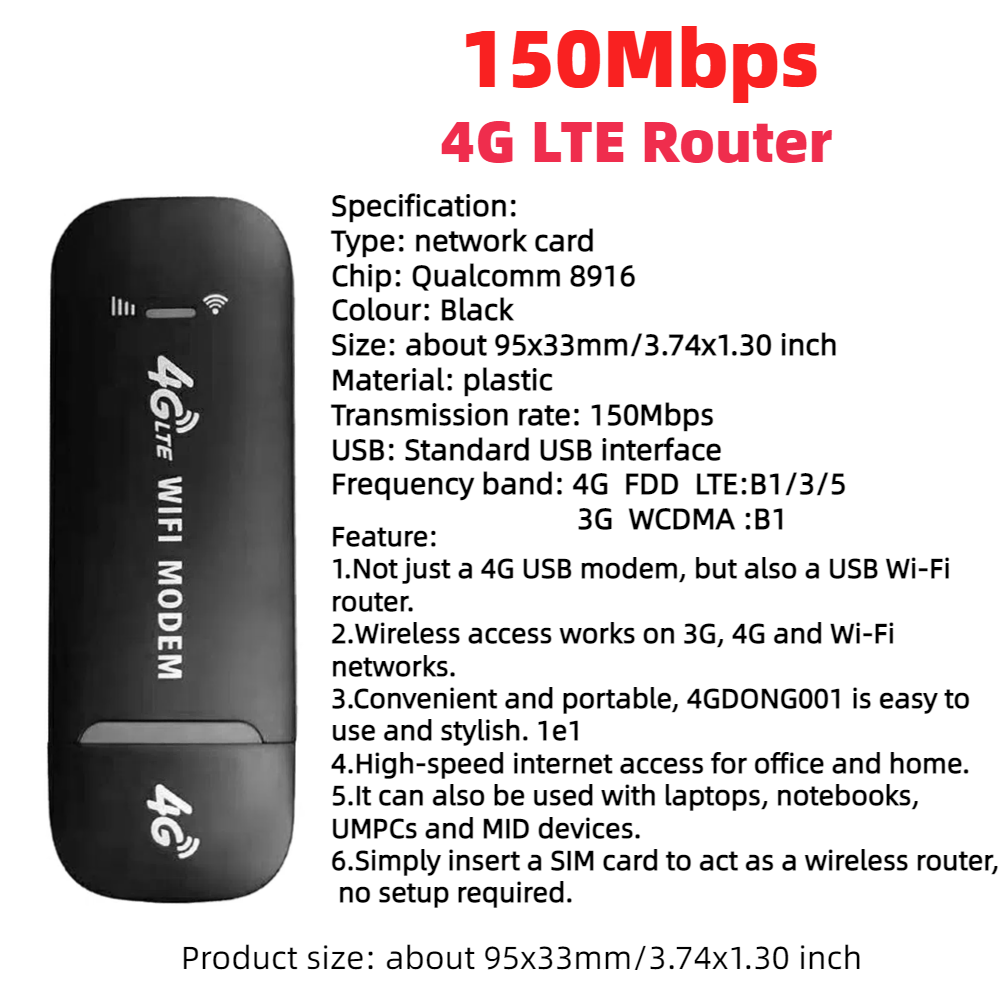 150Mbps
4G LTE Router
Specification:
Type: network card
Chip: Qualcomm 8916
Colour: Black
Size: about 95x33mm/3.74x1.30 inch
Material: plastic
Transmission rate: 150Mbps
USB: Standard USB interface
Frequency band: 4G FDD LTE:B1/3/5
3G WCDMA :B1
Feature:
1.Not just a 4G USB modem, but also a USB Wi-Fi
router.
2.Wireless access works on 3G, 4G and Wi-Fi
networks.
3.Convenient and portable, 4GDONG001 is easy to
use and stylish. 1e1
4.High-speed internet access for office and home.
5.It can also be used with laptops, notebooks,
UMPCs and MID devices.
6.Simply insert a SIM card to act as a wireless router,
no setup required.
4G LTE WIFI MODEM
4G
Product size: about 95x33mm/3.74x1.30 inch